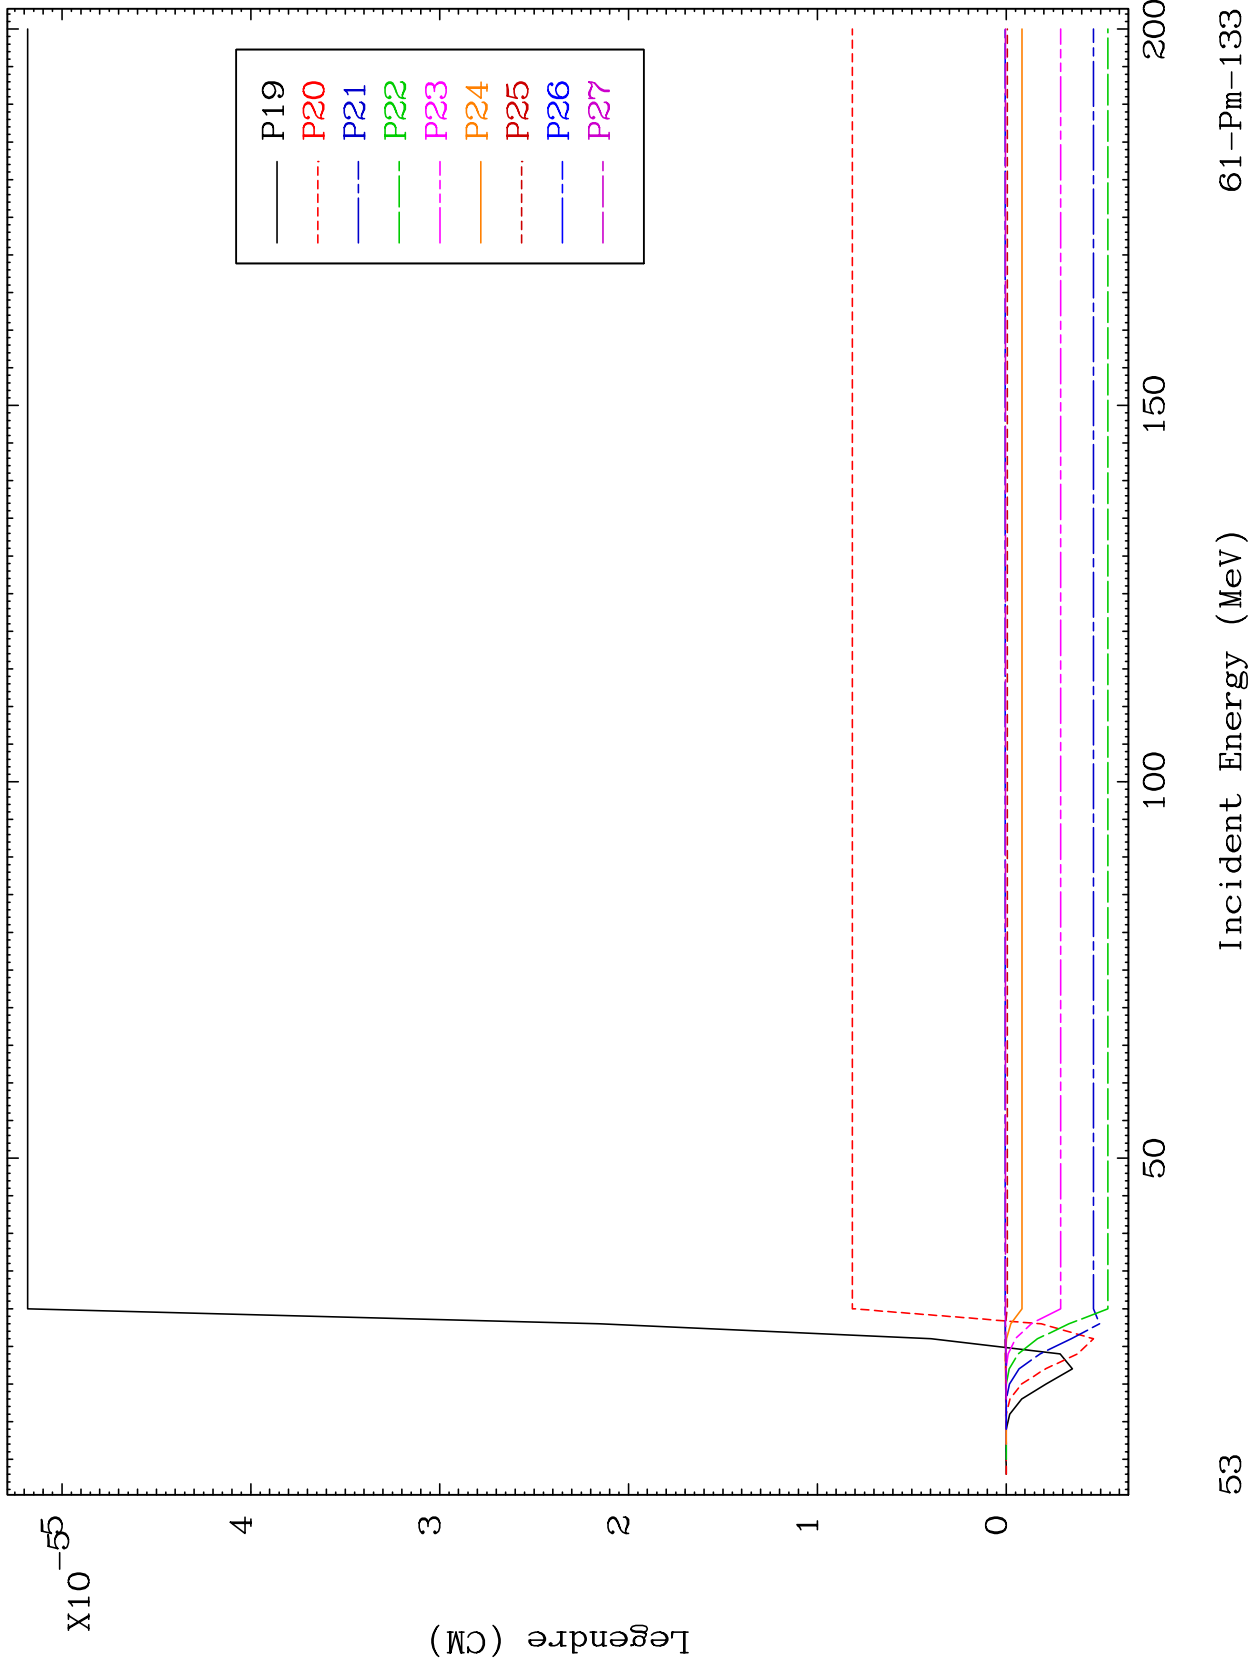 X10
-5
5
4
3
2
1
0
Legendre (CM)
P19
P20
P21
P22
P23
P24
P25
P26
P27
50
100
150
200
Incident Energy (MeV)
53
61-Pm-133